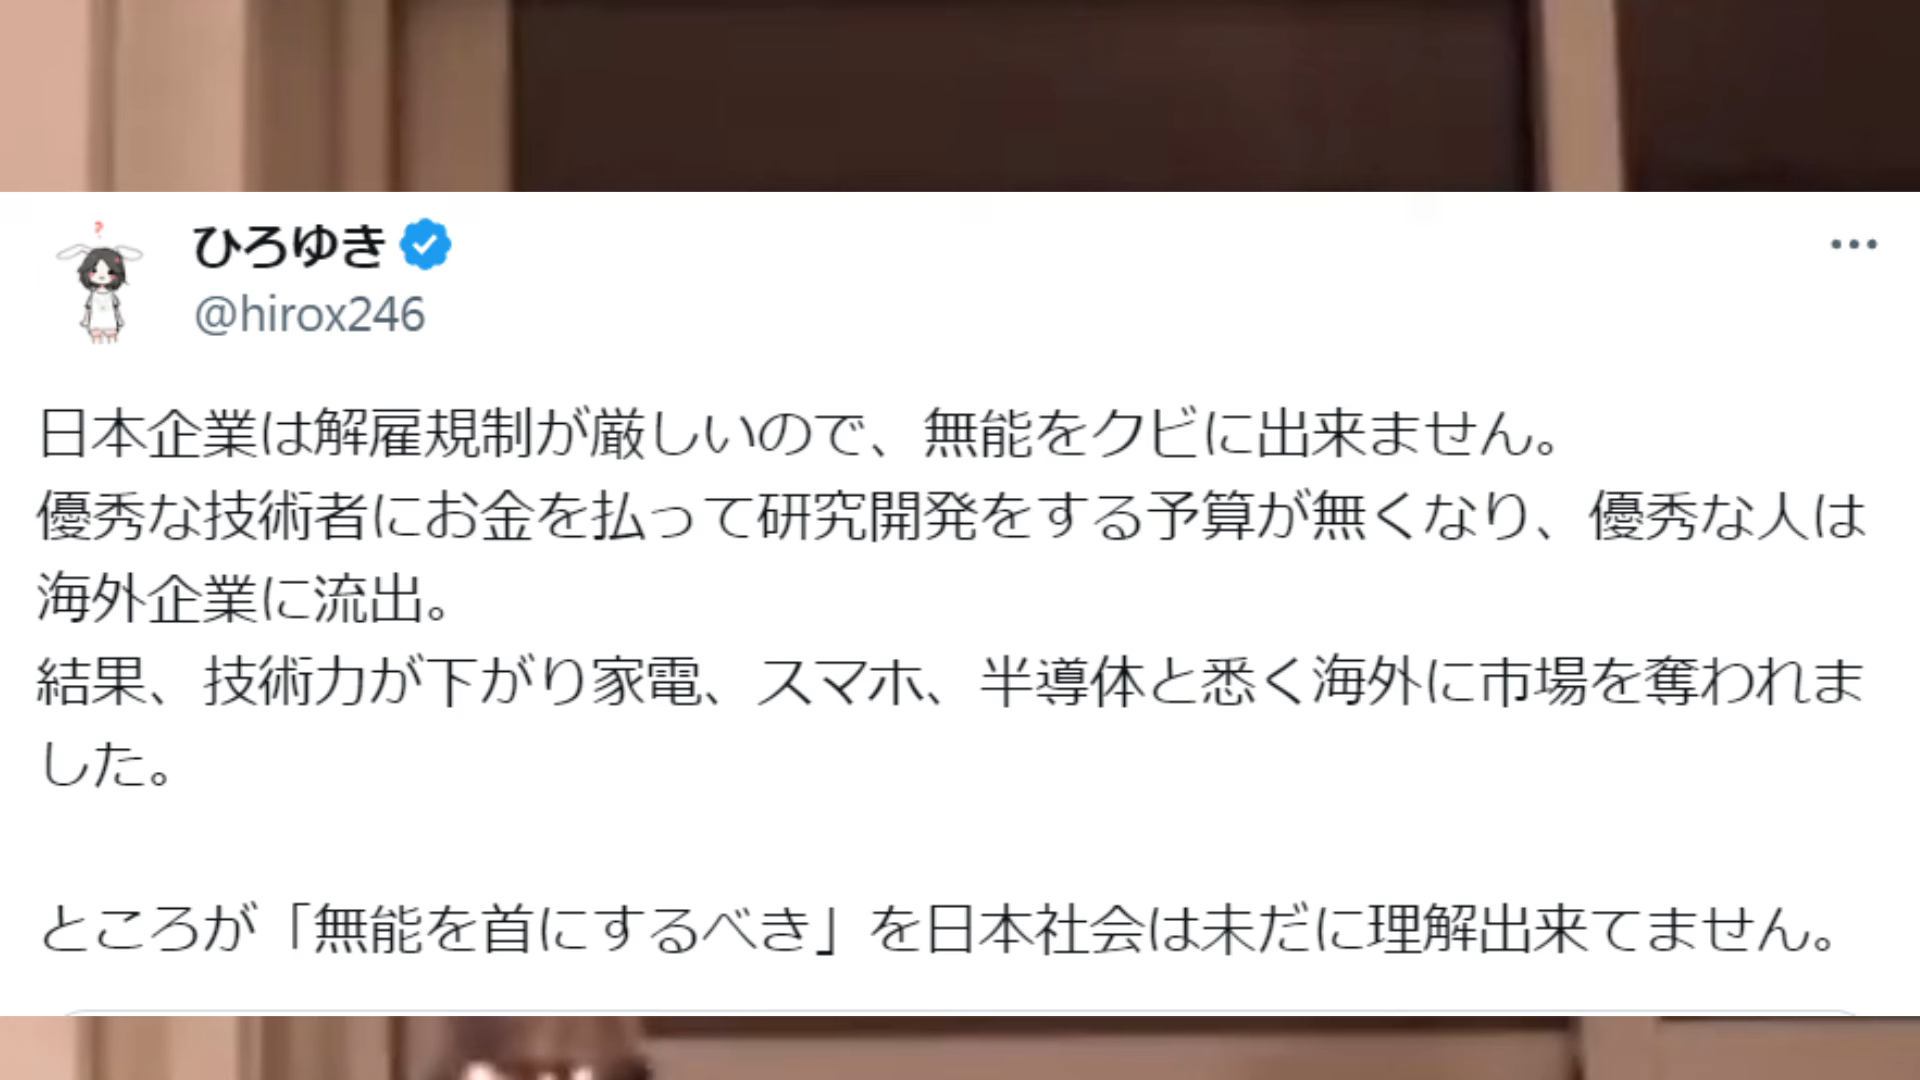 ?
ひろゆき
@hirox246
日本企業は解雇規制が厳しいので、無能をクビに出来ません。
優秀な技術者にお金を払って研究開発をする予算が無くなり、優秀な人は
海外企業に流出。
結果、技術力が下がり家電、スマホ、半導体と悉く海外に市場を奪われま
した。
ところが「無能を首にするべき」を日本社会は未だに理解出来てません。